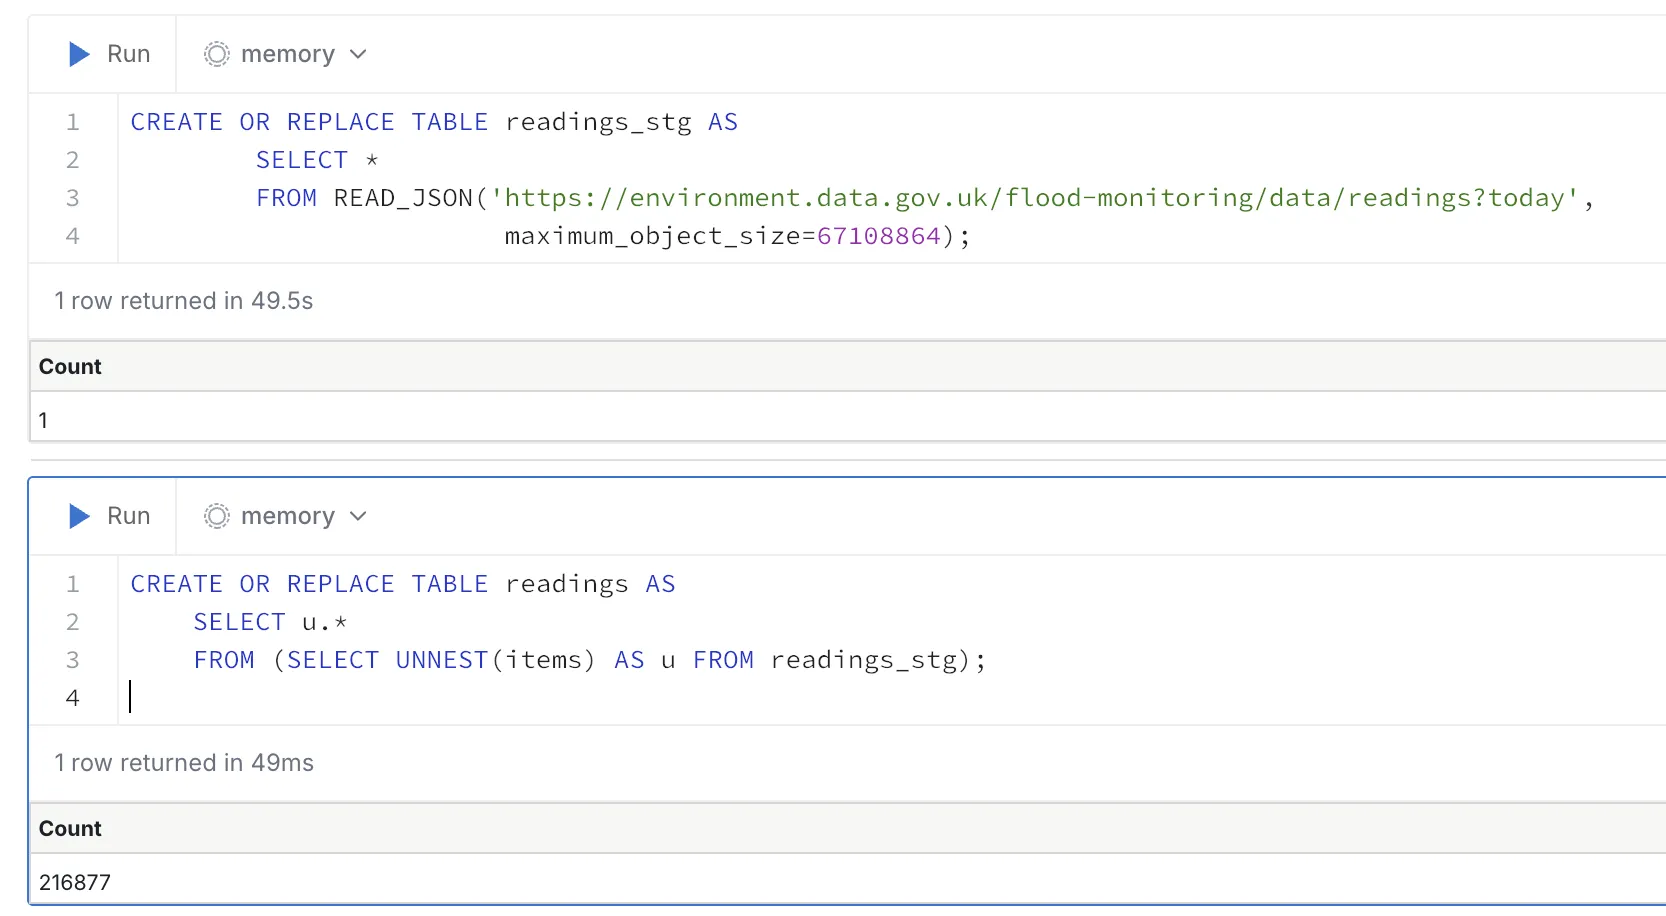 Run memory
1 CREATE OR REPLACE TABLE readings_stg AS
2 SELECT *
3 FROM READ_JSON('https://environment.data.gov.uk/flood-monitoring/data/readings?today',
4 maximum_object_size=67108864);
1 row returned in 49.5s
Count
1
Run memory
1 CREATE OR REPLACE TABLE readings AS
2 SELECT u.*
3 FROM (SELECT UNNEST(items) AS u FROM readings_stg);
4
1 row returned in 49ms
Count
216877